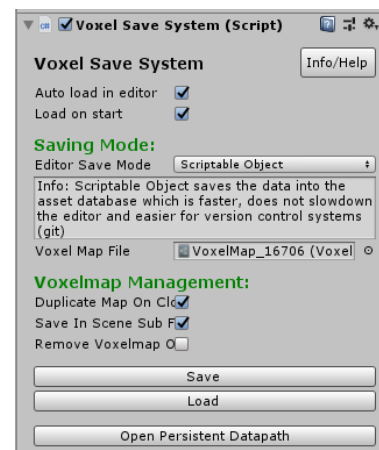 Voxel Save System (Script)
Voxel Save System
Info/Help
Auto load in editor
Load on start
Saving Mode:
Editor Save Mode Scriptable Object
Info: Scriptable Object saves the data into the
asset database which is faster, does not slowdown
the editor and easier for version control systems
(git)
Voxel Map File VoxelMap_16706 (Voxel
Voxelmap Management:
Duplicate Map On Clo
Save In Scene Sub F
Remove Voxelmap O
Save
Load
Open Persistent Datapath